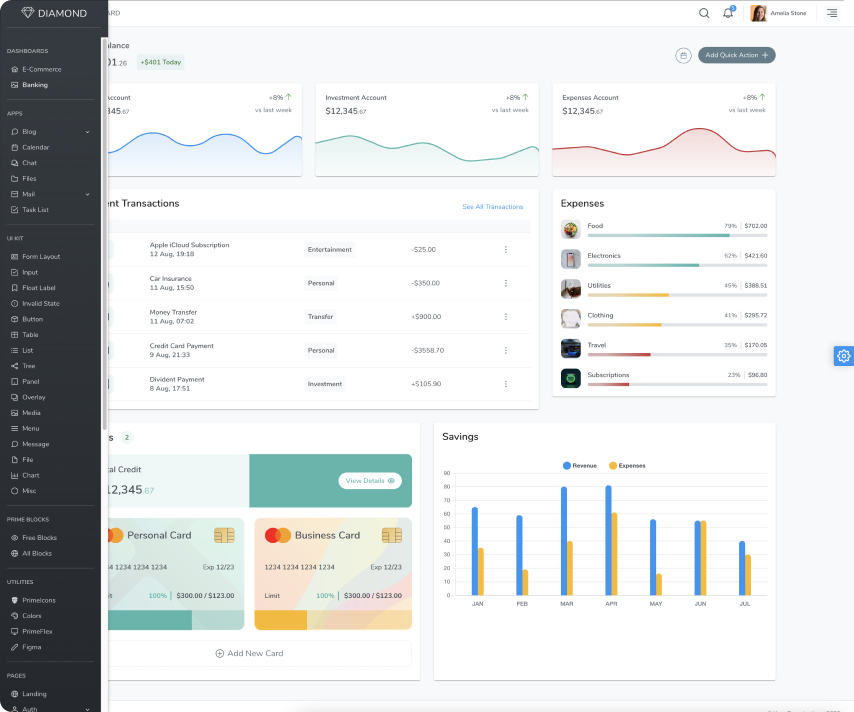 DIAMOND
ARD
5
Amelia Stone
DASHBOARDS
E-Commerce
Banking
APPS
Blog
Calendar
Chat
Files
Mail
Task List
UI KIT
Form Layout
Input
Float Label
Invalid State
Button
Table
List
Tree
Panel
Overlay
Media
Menu
Message
File
Chart
Misc
PRIME BLOCKS
Free Blocks
All Blocks
UTILITIES
PrimeIcons
Colors
PrimeFlex
Figma
PAGES
Landing
Auth
lance
01.26 +$401 Today
Add Quick Action
ccount +8%
345.67 vs last week
Investment Account +8%
$12,345.67 vs last week
Expenses Account +8%
$12,345.67 vs last week
nt Transactions
See All Transactions
Apple iCloud Subscription
12 Aug, 19:18
Entertainment
-$25.00
Car Insurance
11 Aug, 15:50
Personal
-$350.00
Money Transfer
11 Aug, 07:02
Transfer
+$900.00
Credit Card Payment
9 Aug, 21:33
Personal
-$3558.70
Divident Payment
8 Aug, 17:51
Investment
+$105.90
Expenses
Food 79% $702.00
Electronics 62% $421.60
Utilities 45% $388.51
Clothing 41% $295.72
Travel 35% $170.05
Subscriptions 23% $96.80
s 2
al Credit
12,345.67
View Details
Personal Card
4 1234 1234 1234 Exp 12/23
it 100% $300.00 / $123.00
Business Card
1234 1234 1234 1234 Exp 12/23
Limit 100% $300.00 / $123.00
Add New Card
Savings
Revenue Expenses
90
80
70
60
50
40
30
20
10
0
JAN FEB MAR APR MAY JUN JUL